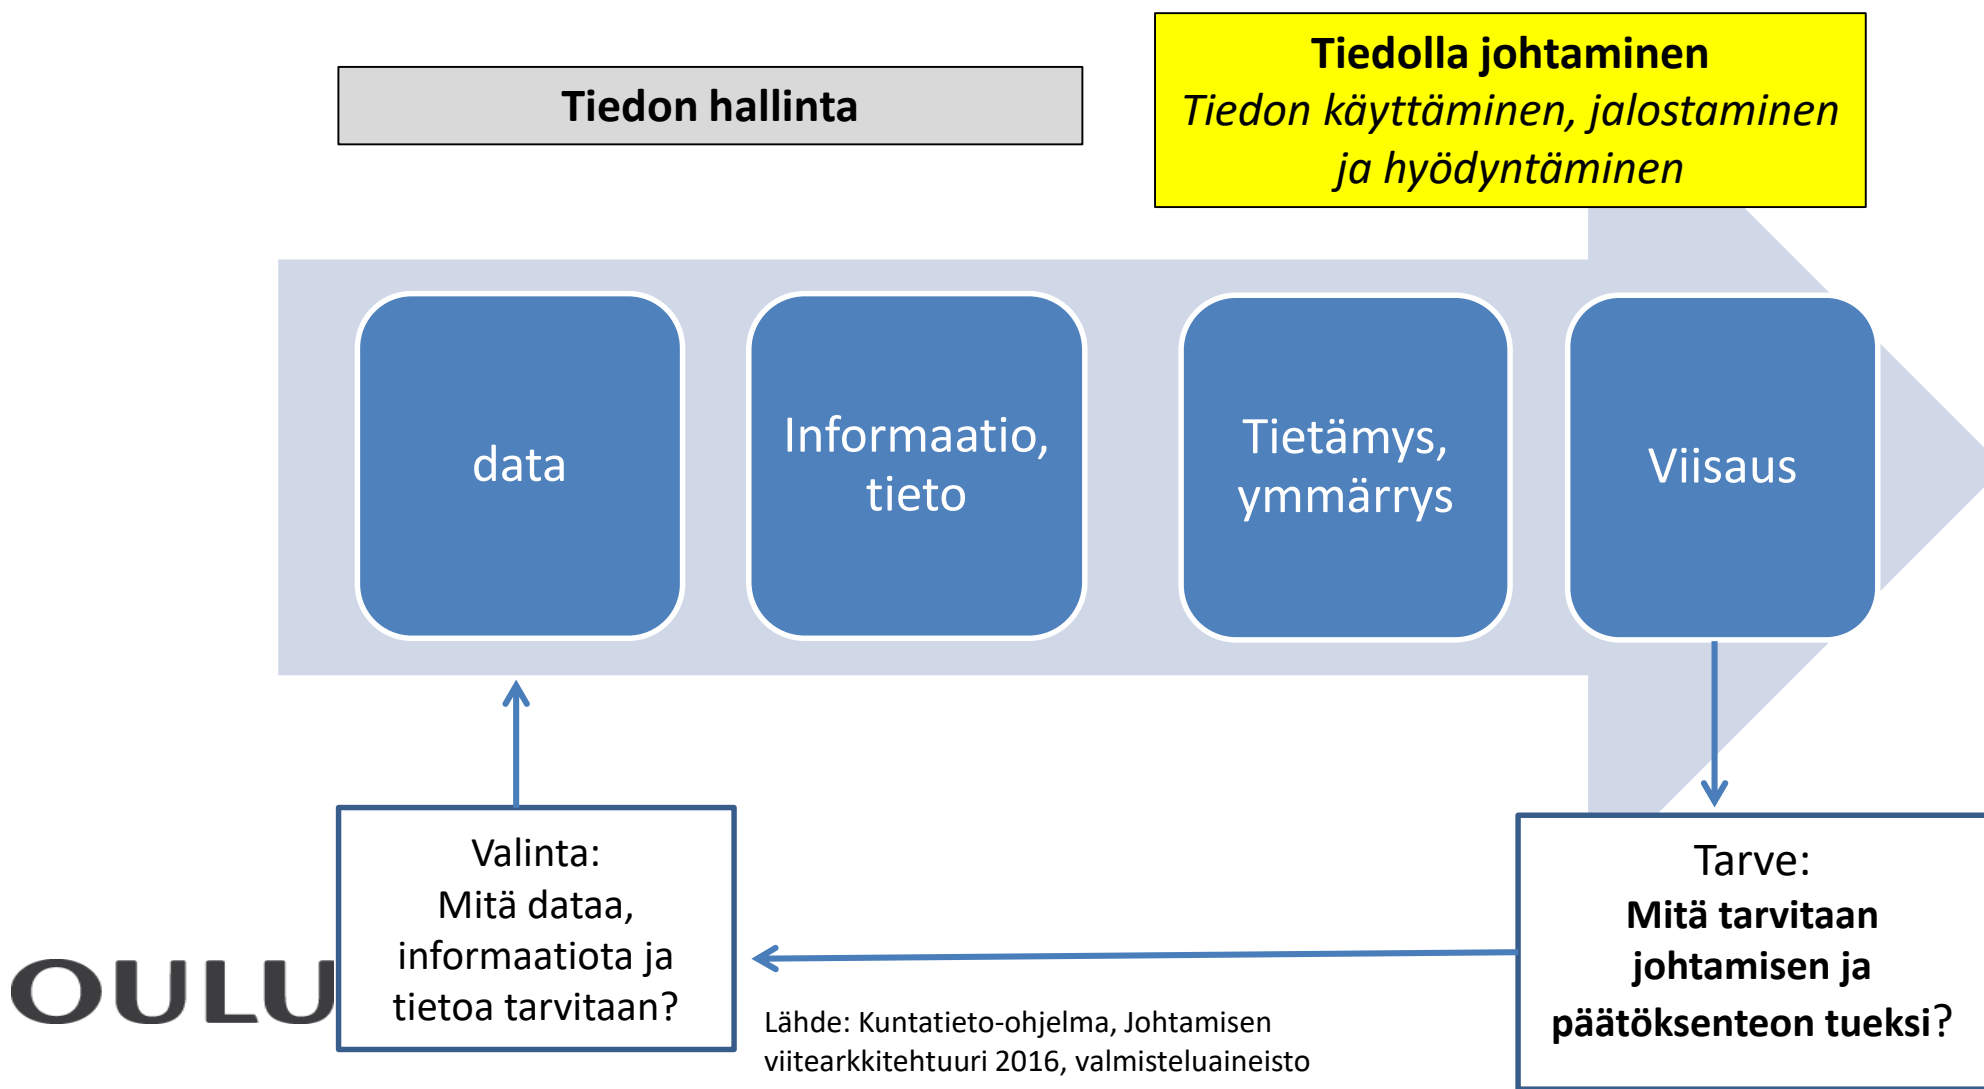 Tiedon hallinta
Tiedolla johtaminen
Tiedon käyttäminen, jalostaminen
ja hyödyntäminen
data
Informaatio,
tieto
Tietämys,
ymmärrys
Viisaus
Valinta:
Mitä dataa,
informaatiota ja
tietoa tarvitaan?
Tarve:
Mitä tarvitaan
johtamisen ja
päätöksenteon tueksi?
OULU
Lähde: Kuntatieto-ohjelma, Johtamisen
viitearkkitehtuuri 2016, valmisteluaineisto